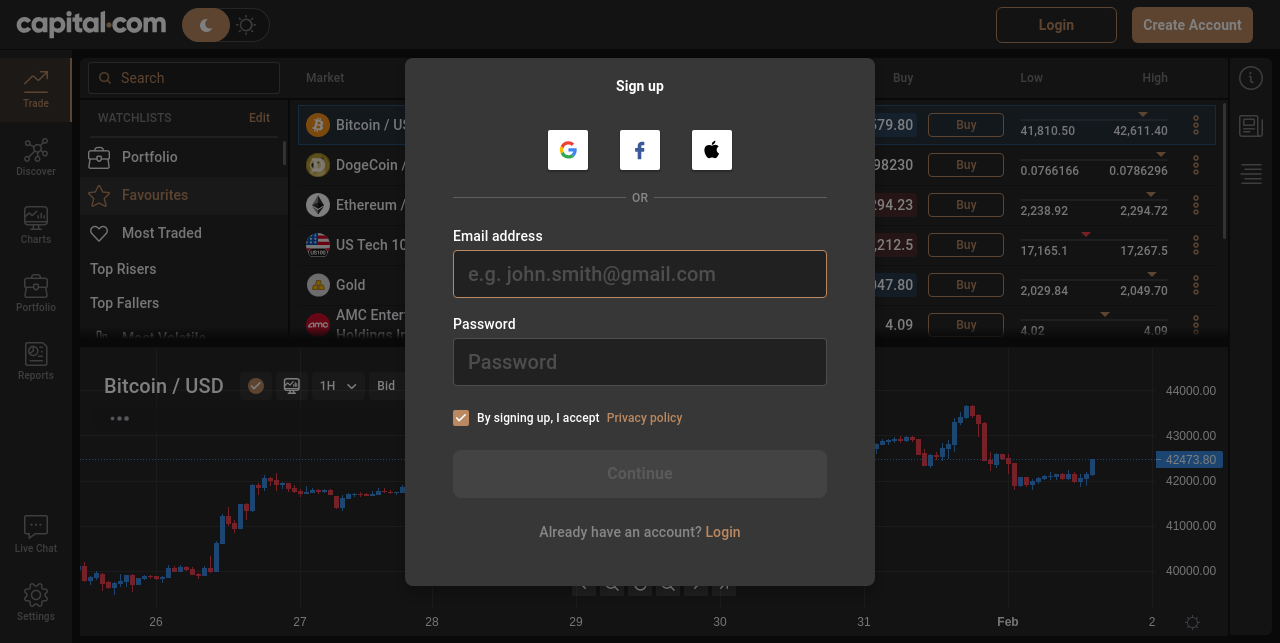 capital.com
Login
Create Account
Trade
Discover
Charts
Portfolio
Reports
Live Chat
Settings
Search
WATCHLISTS
Edit
Portfolio
Favourites
Most Traded
Top Risers
Top Fallers
Most Volatile
Market
Buy
Low
High
Bitcoin / US
579.80
Buy
41,810.50
42,611.40
DogeCoin /
98230
Buy
0.0766166
0.0786296
Ethereum /
294.23
Buy
2,238.92
2,294.72
US100
US Tech 10
,212.5
Buy
17,165.1
17,267.5
Gold
047.80
Buy
2,029.84
2,049.70
amc
AMC Enter
Holdings In
4.09
Buy
4.02
4.09
Sign up
OR
Email address
e.g. john.smith@gmail.com
Password
Password
By signing up, I accept Privacy policy
Continue
Already have an account? Login
Bitcoin / USD
1H
Bid
44000.00
43000.00
42473.80
42000.00
41000.00
40000.00
26
27
28
29
30
31
Feb
2